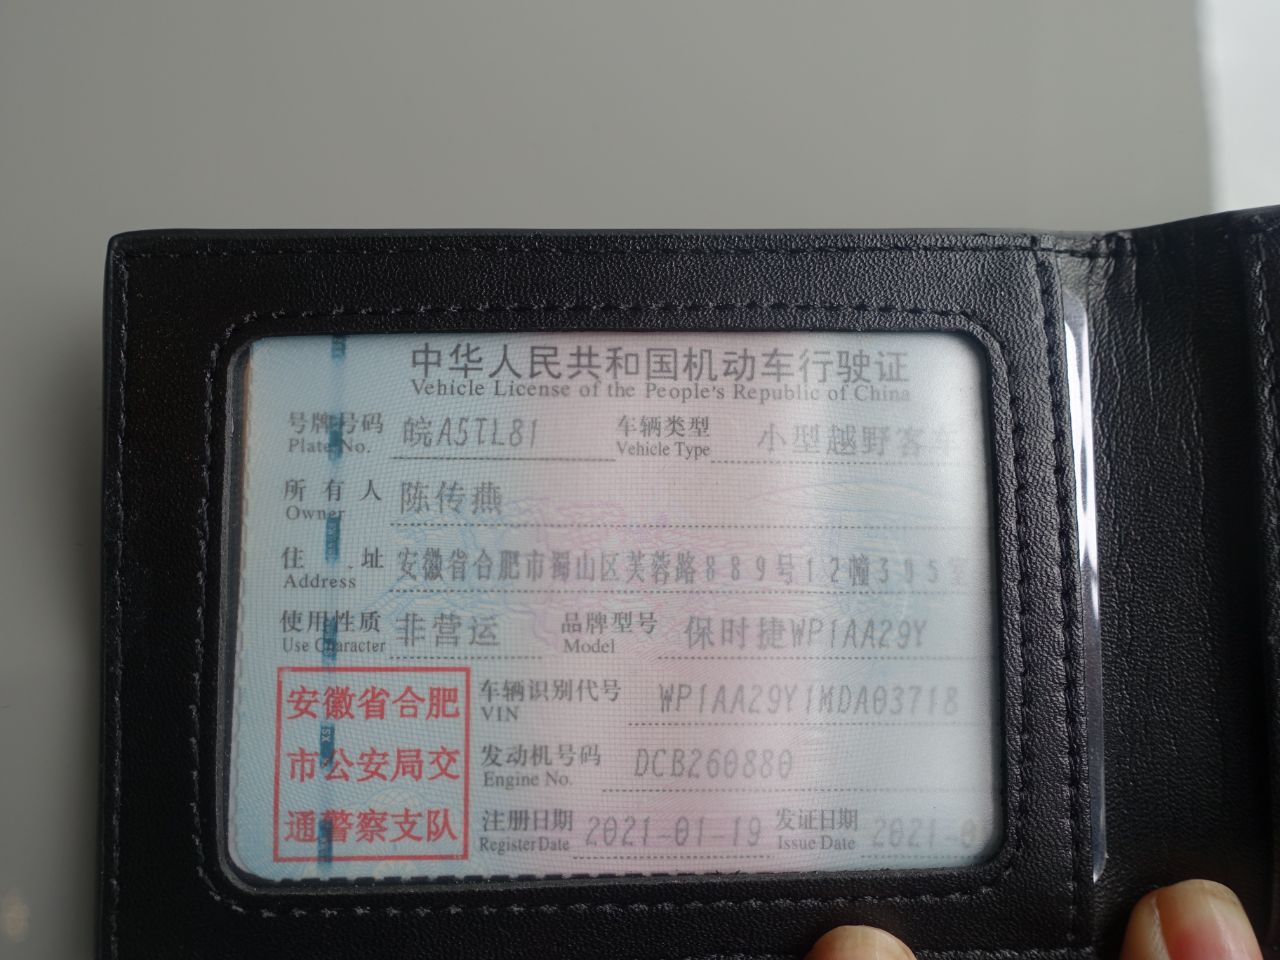 中华人民共和国机动车行驶证
Vehicle License of the People's Republic of China
号牌号码 皖A5TL81 车辆类型 小型越野客车
Plate No. Vehicle Type
所有人 陈传燕
Owner
住址 安徽省合肥市蜀山区芙蓉路889号12幢305室
Address
使用性质 非营运 品牌型号 保时捷WP1AA29Y
Use Character Model
安徽省合肥
市公安局交
通警察支队
车辆识别代号 WP1AA29Y1MDA03718
VIN
发动机号码 DCB260880
Engine No.
注册日期 2021-01-19 发证日期 2021-0
Register Date Issue Date